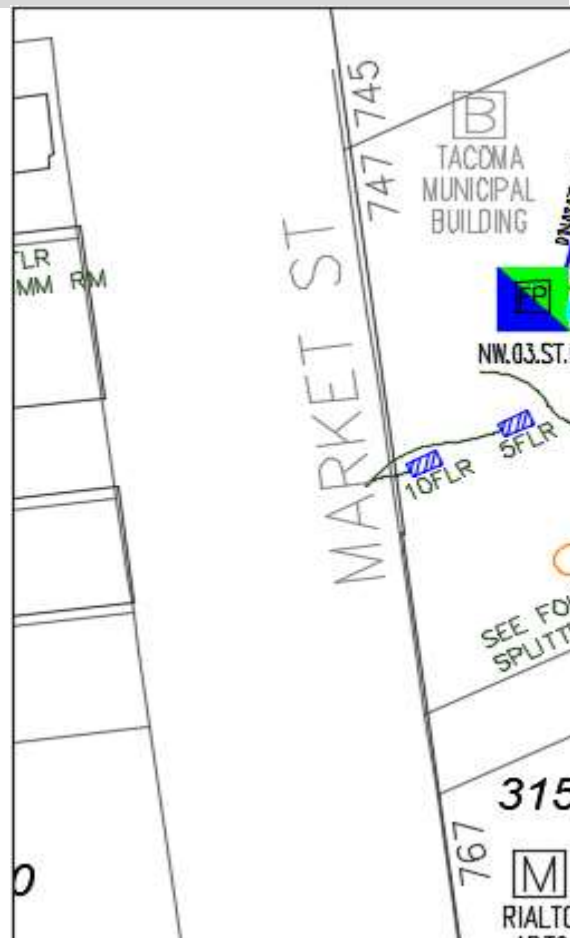 745
B
TACOMA
MUNICIPAL
BUILDING
747
FLR
MM RM
MARKET ST
FP
NW.03.ST.
5FLR
10FLR
SEE FO
SPLITT
315
767
M
RIALTO
0